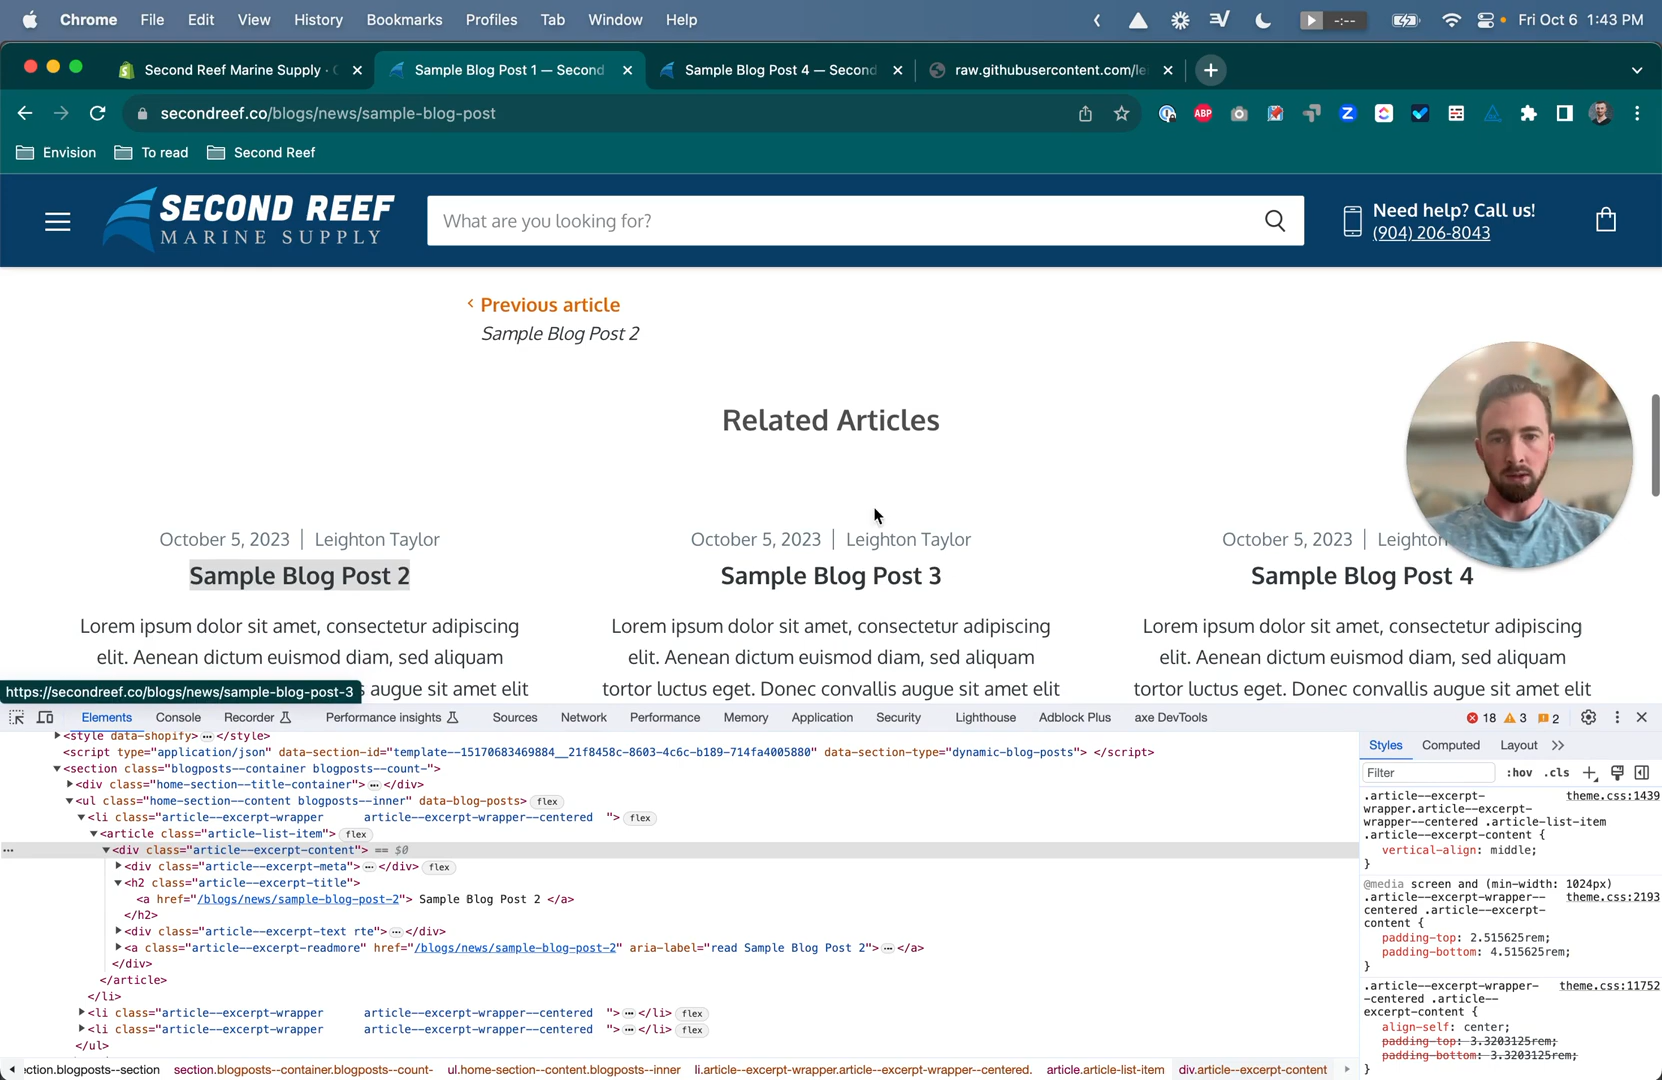 Chrome File Edit View History Bookmarks Profiles Tab Window Help -:-- Fri Oct 6 1:43 PM
Second Reef Marine Supply · Sample Blog Post 1 — Second Sample Blog Post 4 — Second raw.githubusercontent.com/le
secondreef.co/blogs/news/sample-blog-post ABP Z
Envision To read Second Reef
SECOND REEF
MARINE SUPPLY
What are you looking for?
Need help? Call us!
(904) 206-8043
Previous article
Sample Blog Post 2
Related Articles
October 5, 2023 | Leighton Taylor October 5, 2023 | Leighton Taylor October 5, 2023 | Leighton
Sample Blog Post 2 Sample Blog Post 3 Sample Blog Post 4
Lorem ipsum dolor sit amet, consectetur adipiscing Lorem ipsum dolor sit amet, consectetur adipiscing Lorem ipsum dolor sit amet, consectetur adipiscing
elit. Aenean dictum euismod diam, sed aliquam elit. Aenean dictum euismod diam, sed aliquam elit. Aenean dictum euismod diam, sed aliquam
https://secondreef.co/blogs/news/sample-blog-post-3 s augue sit amet elit tortor luctus eget. Donec convallis augue sit amet elit tortor luctus eget. Donec convallis augue sit amet elit
Elements Console Recorder Performance insights Sources Network Performance Memory Application Security Lighthouse Adblock Plus axe DevTools 18 3 2
<style data-shopify> … </style>
<script type="application/json" data-section-id="template--15170683469884__21f8458c-8603-4c6c-b189-714fa4005880" data-section-type="dynamic-blog-posts"> </script>
<section class="blogposts--container blogposts--count-">
<div class="home-section--title-container"> … </div>
<ul class="home-section--content blogposts--inner" data-blog-posts> flex
<li class="article--excerpt-wrapper article--excerpt-wrapper--centered "> flex
<article class="article-list-item"> flex
… <div class="article--excerpt-content"> == $0
<div class="article--excerpt-meta"> … </div> flex
<h2 class="article--excerpt-title">
<a href="/blogs/news/sample-blog-post-2"> Sample Blog Post 2 </a>
</h2>
<div class="article--excerpt-text rte"> … </div>
<a class="article--excerpt-readmore" href="/blogs/news/sample-blog-post-2" aria-label="read Sample Blog Post 2"> … </a>
</div>
</article>
</li>
<li class="article--excerpt-wrapper article--excerpt-wrapper--centered "> … </li> flex
<li class="article--excerpt-wrapper article--excerpt-wrapper--centered "> … </li> flex
</ul>
ction.blogposts--section section.blogposts--container.blogposts--count- ul.home-section--content.blogposts--inner li.article--excerpt-wrapper.article--excerpt-wrapper--centered. article.article-list-item div.article--excerpt-content
Styles Computed Layout
Filter :hov .cls
.article--excerpt- theme.css:1439
wrapper.article--excerpt-
wrapper--centered .article-list-item
.article--excerpt-content {
vertical-align: middle;
}
@media screen and (min-width: 1024px)
.article--excerpt-wrapper-- theme.css:2193
centered .article--excerpt-
content {
padding-top: 2.515625rem;
padding-bottom: 4.515625rem;
}
.article--excerpt-wrapper- theme.css:11752
-centered .article--
excerpt-content {
align-self: center;
padding-top: 3.3203125rem;
padding-bottom: 3.3203125rem;
}